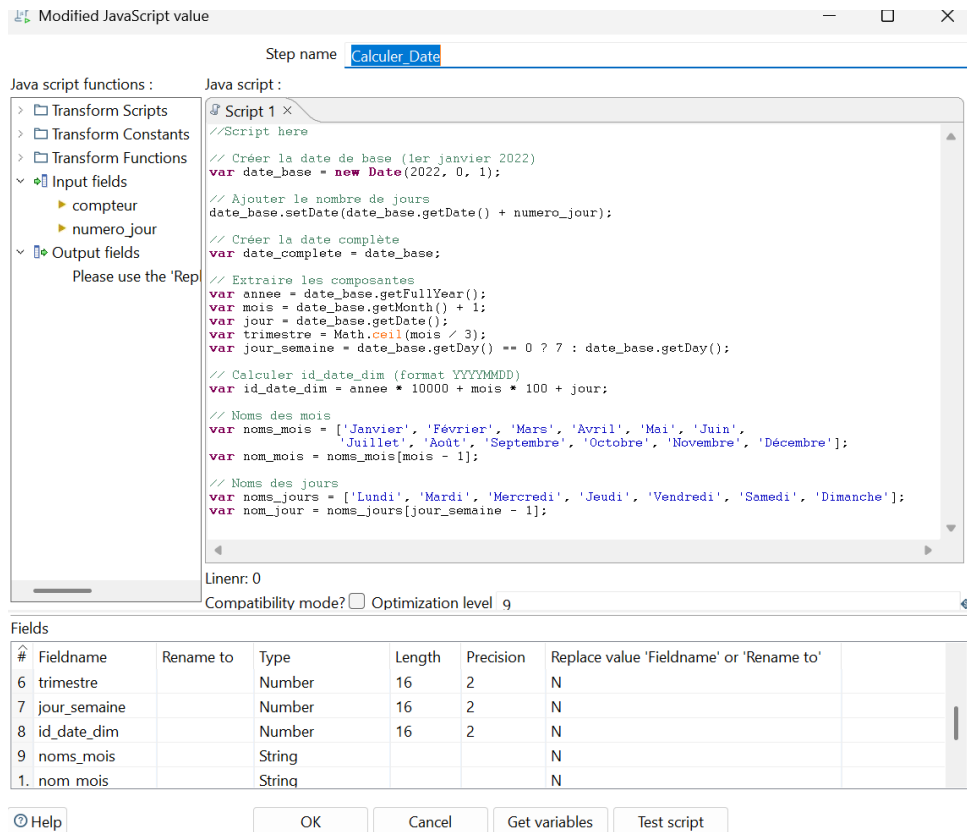 Modified JavaScript value
Step name Calculer_Date
Java script functions :
Java script :
Transform Scripts
Transform Constants
Transform Functions
Input fields
compteur
numero_jour
Output fields
Please use the 'Repl
Script 1
//Script here
// Créer la date de base (1er janvier 2022)
var date_base = new Date(2022, 0, 1);
// Ajouter le nombre de jours
date_base.setDate(date_base.getDate() + numero_jour);
// Créer la date complète
var date_complete = date_base;
// Extraire les composantes
var annee = date_base.getFullYear();
var mois = date_base.getMonth() + 1;
var jour = date_base.getDate();
var trimestre = Math.ceil(mois / 3);
var jour_semaine = date_base.getDay() == 0 ? 7 : date_base.getDay();
// Calculer id_date_dim (format YYYYMMDD)
var id_date_dim = annee * 10000 + mois * 100 + jour;
// Noms des mois
var noms_mois = ['Janvier', 'Février', 'Mars', 'Avril', 'Mai', 'Juin',
'Juillet', 'Août', 'Septembre', 'Octobre', 'Novembre', 'Décembre'];
var nom_mois = noms_mois[mois - 1];
// Noms des jours
var noms_jours = ['Lundi', 'Mardi', 'Mercredi', 'Jeudi', 'Vendredi', 'Samedi', 'Dimanche'];
var nom_jour = noms_jours[jour_semaine - 1];
Linenr: 0
Compatibility mode? Optimization level 9
Fields
# Fieldname Rename to Type Length Precision Replace value 'Fieldname' or 'Rename to'
6 trimestre Number 16 2 N
7 jour_semaine Number 16 2 N
8 id_date_dim Number 16 2 N
9 noms_mois String N
1. nom_mois String N
Help OK Cancel Get variables Test script